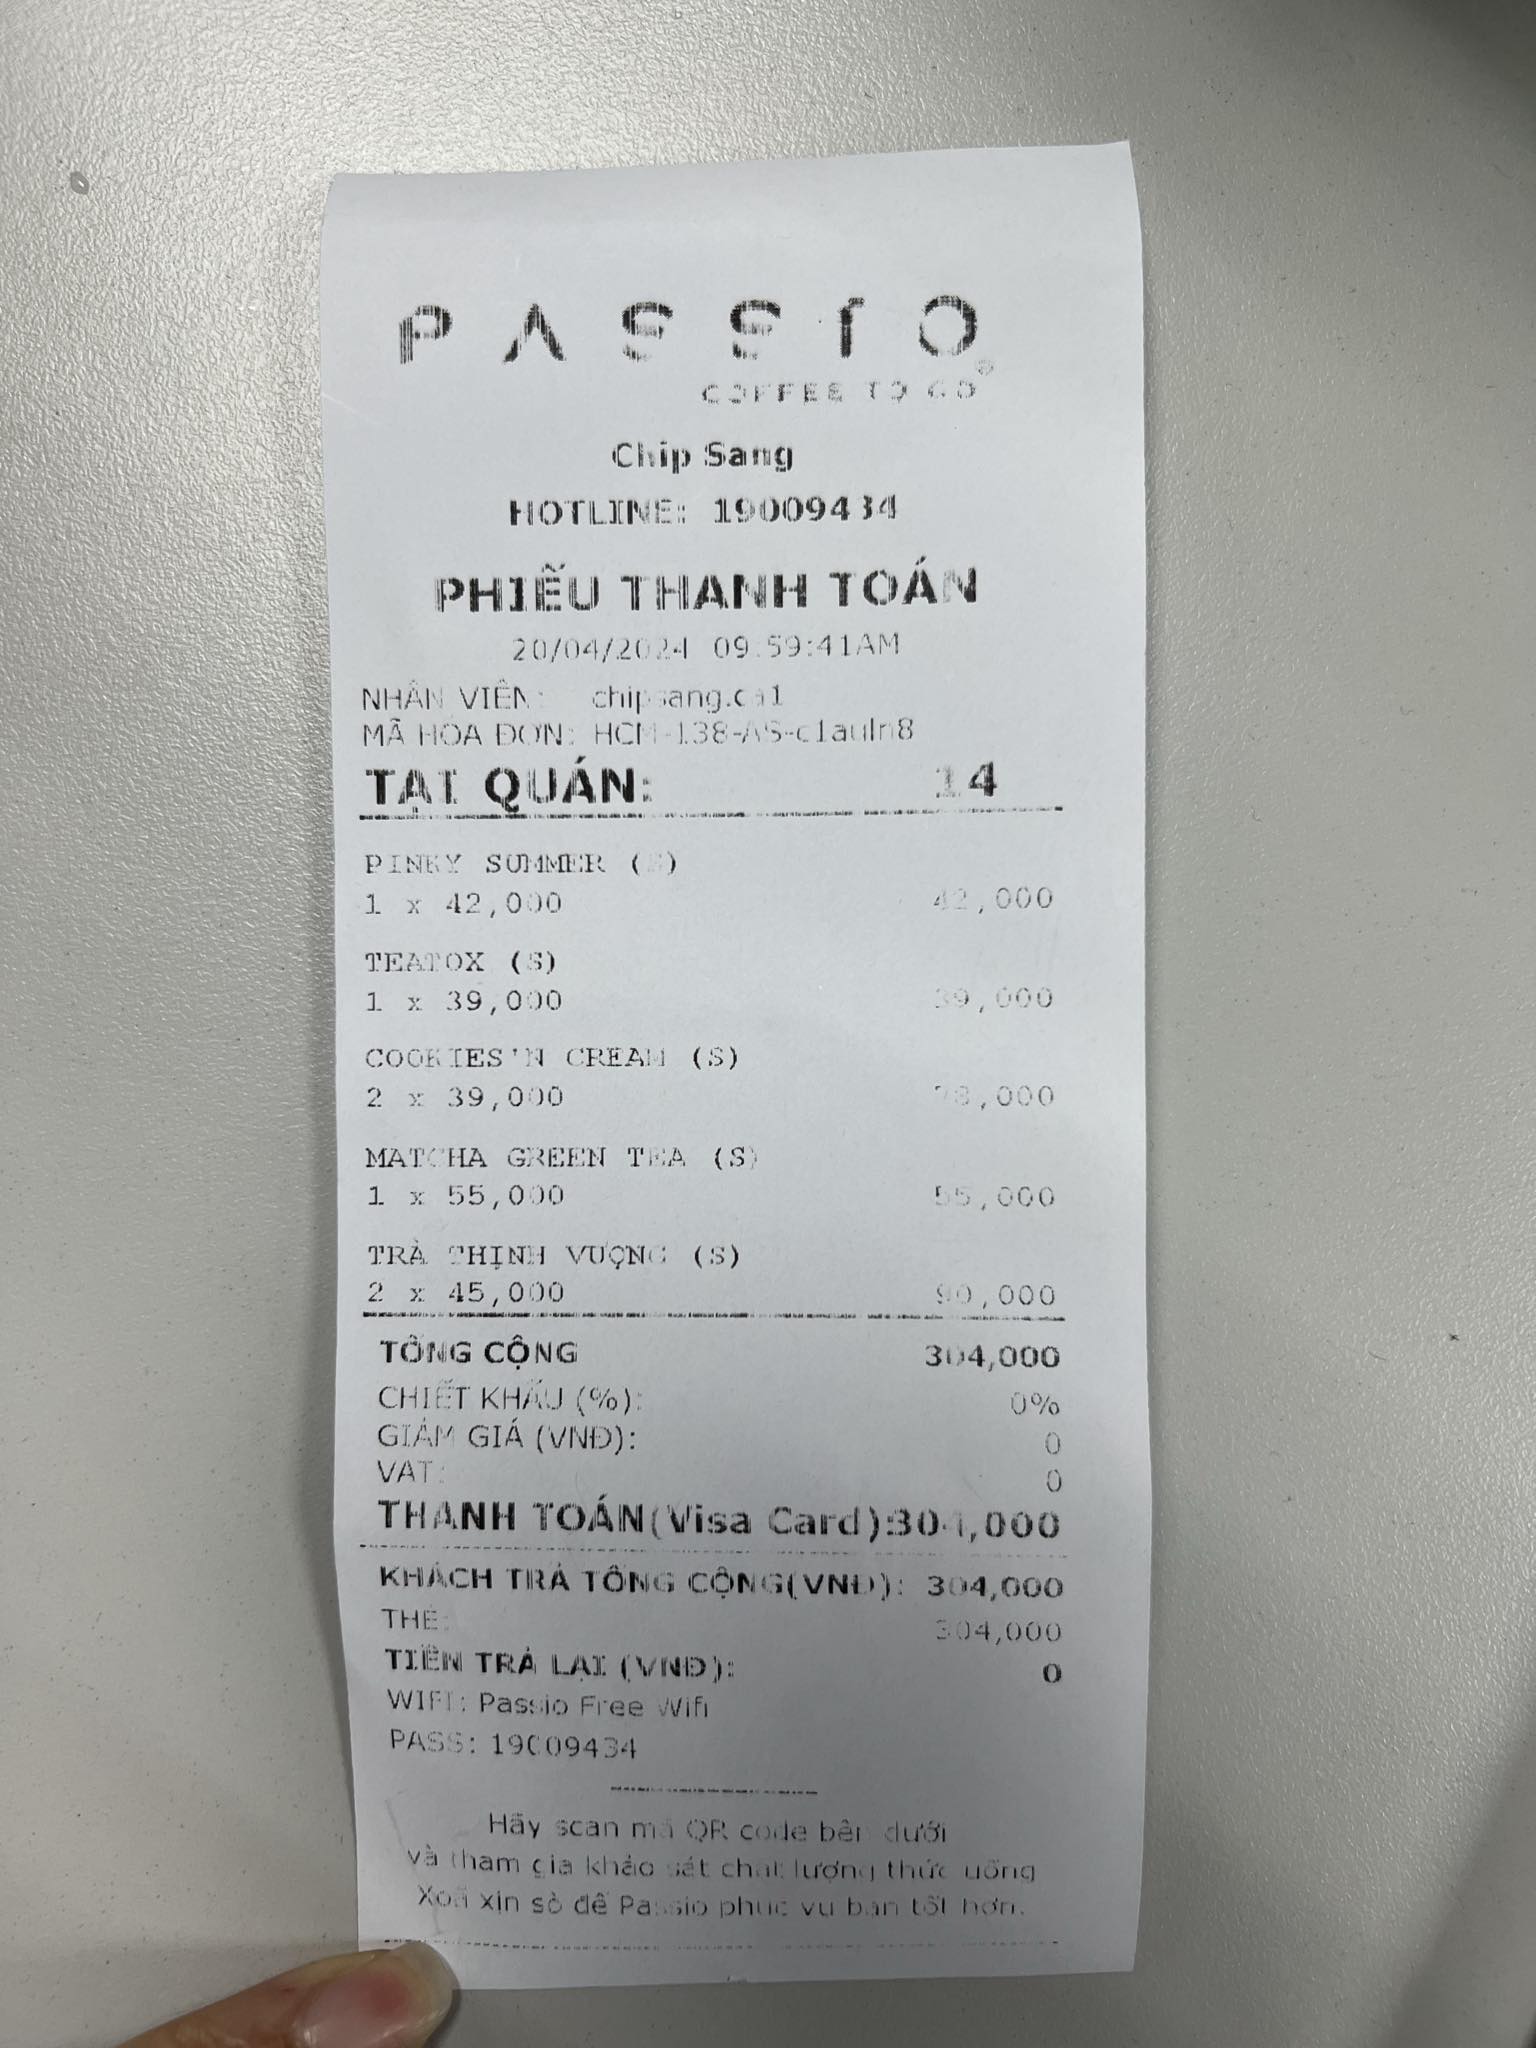 PASSIO
COFFEE TO GO®
Chip Sang
HOTLINE: 19009434
PHIẾU THANH TOÁN
20/04/2024 09:59:41AM
NHÂN VIÊN: chipsang.ca1
MÃ HÓA ĐƠN: HCM-138-AS-c1auln8
TẠI QUÁN: 14
PINKY SUMMER (S)
1 x 42,000 42,000
TEATOX (S)
1 x 39,000 39,000
COOKIES'N CREAM (S)
2 x 39,000 78,000
MATCHA GREEN TEA (S)
1 x 55,000 55,000
TRÀ THỊNH VƯỢNG (S)
2 x 45,000 90,000
TỔNG CỘNG 304,000
CHIẾT KHẤU (%): 0%
GIẢM GIÁ (VNĐ): 0
VAT: 0
THANH TOÁN(Visa Card):304,000
KHÁCH TRẢ TỔNG CỘNG(VNĐ): 304,000
THẺ: 304,000
TIỀN TRẢ LẠI (VNĐ): 0
WIFI: Passio Free Wifi
PASS: 19009434
Hãy scan mã QR code bên dưới
và tham gia khảo sát chất lượng thức uống
Xoã xịn sò để Passio phục vụ bạn tốt hơn.